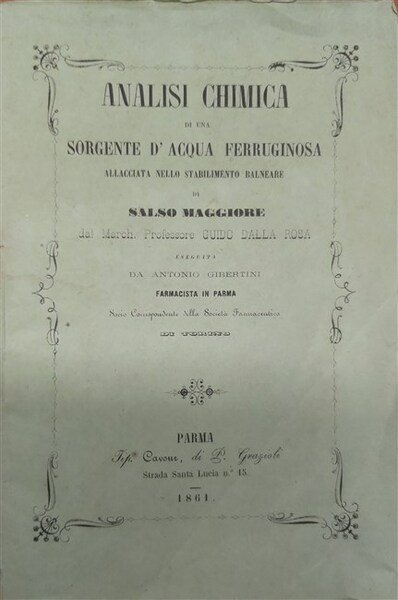 ANALISI CHIMICA
DI UNA
SORGENTE D' ACQUA FERRUGINOSA
ALLACCIATA NELLO STABILIMENTO BALNEARE
DI
SALSO MAGGIORE
dal March. Professore GUIDO DALLA ROSA
ESEGUITA
DA ANTONIO GIBERTINI
FARMACISTA IN PARMA
Socio Corrispondente della Società Farmaceutica
DI TORINO
PARMA
Tip. Cavour, di P. Grazioli
Strada Santa Lucia n.° 15.
1861.